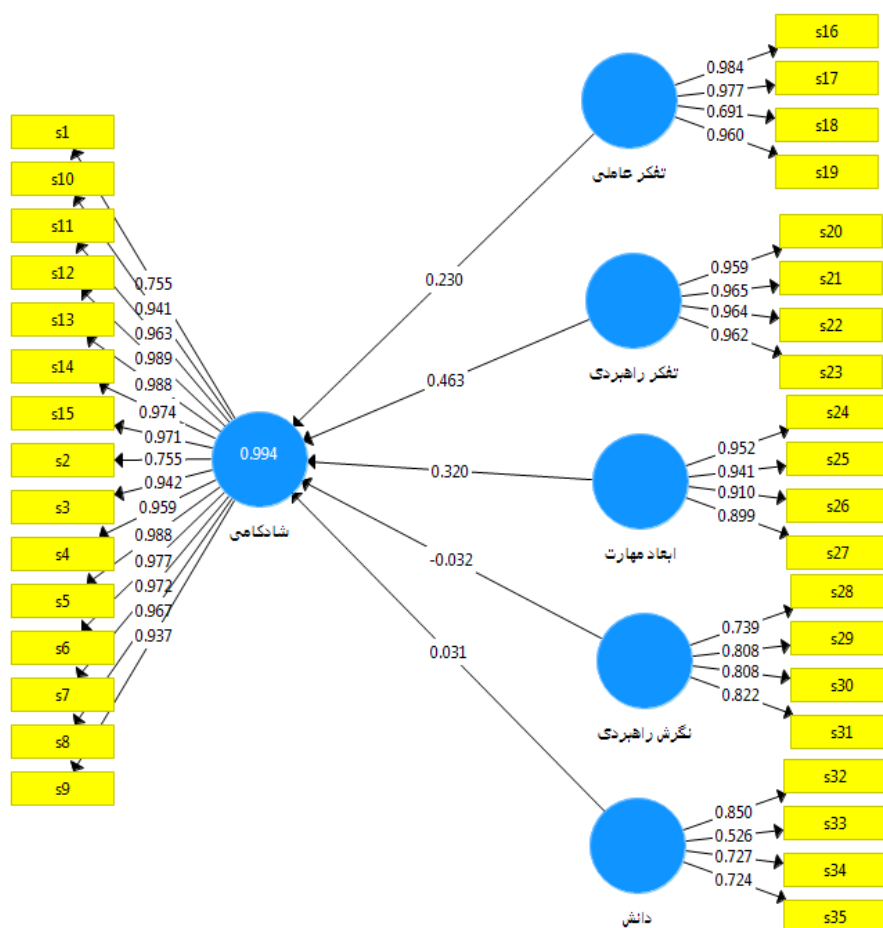 s1
s10
s11
s12
s13
s14
s15
s2
s3
s4
s5
s6
s7
s8
s9
0.755
0.941
0.963
0.989
0.988
0.974
0.971
0.755
0.942
0.959
0.988
0.977
0.972
0.967
0.937
0.994
شادکامی
0.230
0.463
0.320
-0.032
0.031
تفکر عاملی
0.984
0.977
0.691
0.960
s16
s17
s18
s19
تفکر راهبردی
0.959
0.965
0.964
0.962
s20
s21
s22
s23
ابعاد مهارت
0.952
0.941
0.910
0.899
s24
s25
s26
s27
نگرش راهبردی
0.739
0.808
0.808
0.822
s28
s29
s30
s31
دانش
0.850
0.526
0.727
0.724
s32
s33
s34
s35